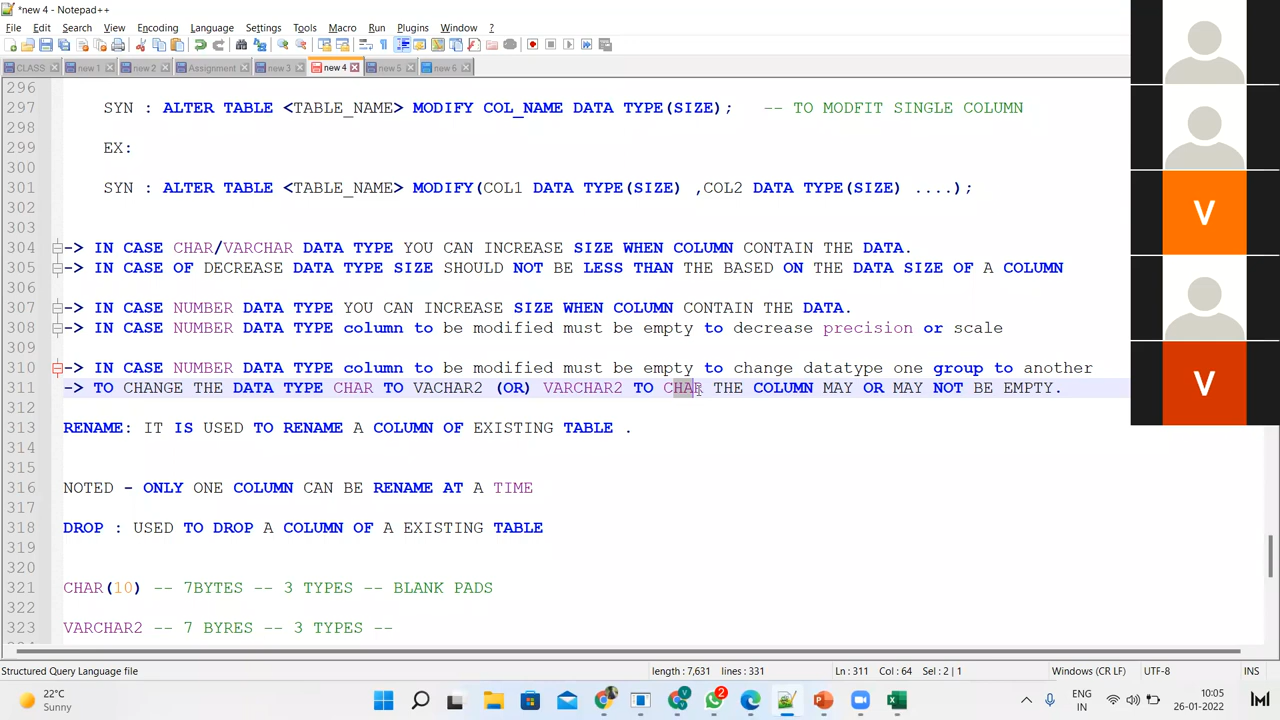 *new 4 - Notepad++
File Edit Search View Encoding Language Settings Tools Macro Run Plugins Window ?
CLASS new 1 new 2 Assignment new 3 new 4 new 5 new 6
296
297 SYN : ALTER TABLE <TABLE_NAME> MODIFY COL_NAME DATA TYPE(SIZE); -- TO MODFIT SINGLE COLUMN
298
299 EX:
300
301 SYN : ALTER TABLE <TABLE_NAME> MODIFY(COL1 DATA TYPE(SIZE) ,COL2 DATA TYPE(SIZE) ....);
302
303
304 -> IN CASE CHAR/VARCHAR DATA TYPE YOU CAN INCREASE SIZE WHEN COLUMN CONTAIN THE DATA.
305 -> IN CASE OF DECREASE DATA TYPE SIZE SHOULD NOT BE LESS THAN THE BASED ON THE DATA SIZE OF A COLUMN
306
307 -> IN CASE NUMBER DATA TYPE YOU CAN INCREASE SIZE WHEN COLUMN CONTAIN THE DATA.
308 -> IN CASE NUMBER DATA TYPE column to be modified must be empty to decrease precision or scale
309
310 -> IN CASE NUMBER DATA TYPE column to be modified must be empty to change datatype one group to another
311 -> TO CHANGE THE DATA TYPE CHAR TO VACHAR2 (OR) VARCHAR2 TO CHAR THE COLUMN MAY OR MAY NOT BE EMPTY.
312
313 RENAME: IT IS USED TO RENAME A COLUMN OF EXISTING TABLE .
314
315
316 NOTED - ONLY ONE COLUMN CAN BE RENAME AT A TIME
317
318 DROP : USED TO DROP A COLUMN OF A EXISTING TABLE
319
320
321 CHAR(10) -- 7BYTES -- 3 TYPES -- BLANK PADS
322
323 VARCHAR2 -- 7 BYRES -- 3 TYPES --
V
V
Structured Query Language file length : 7,631 lines : 331 Ln : 311 Col : 64 Sel : 2 | 1 Windows (CR LF) UTF-8 INS
22°C
Sunny
2
ENG
IN
10:05
26-01-2022